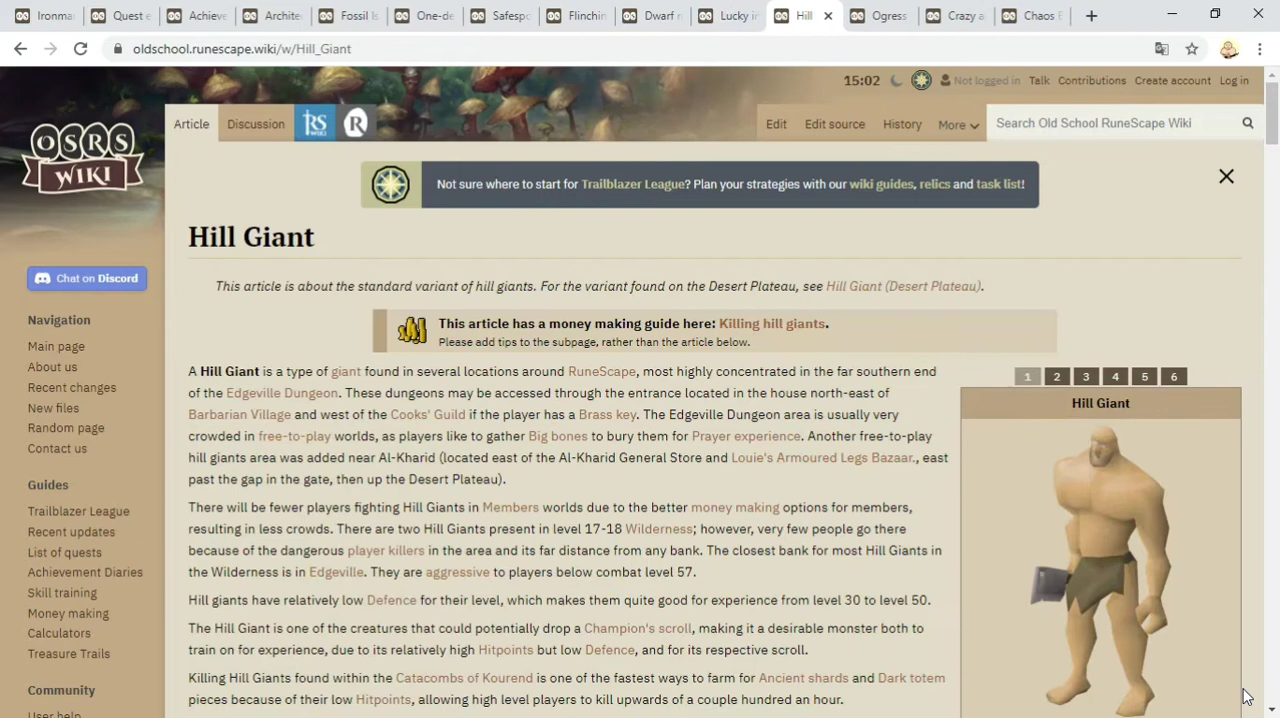 Ironma
Quest e
Achieve
Archite
Fossil Is
One-de
Safespo
Flinchin
Dwarf r
Lucky i
Hill
Ogress
Crazy a
Chaos E
oldschool.runescape.wiki/w/Hill_Giant
15:02 Not logged in Talk Contributions Create account Log in
OSRS
WIKI
Article Discussion RS WIKI R Edit Edit source History More Search Old School RuneScape Wiki
Not sure where to start for Trailblazer League? Plan your strategies with our wiki guides, relics and task list!
Hill Giant
This article is about the standard variant of hill giants. For the variant found on the Desert Plateau, see Hill Giant (Desert Plateau).
This article has a money making guide here: Killing hill giants.
Please add tips to the subpage, rather than the article below.
A Hill Giant is a type of giant found in several locations around RuneScape, most highly concentrated in the far southern end
of the Edgeville Dungeon. These dungeons may be accessed through the entrance located in the house north-east of
Barbarian Village and west of the Cooks' Guild if the player has a Brass key. The Edgeville Dungeon area is usually very
crowded in free-to-play worlds, as players like to gather Big bones to bury them for Prayer experience. Another free-to-play
hill giants area was added near Al-Kharid (located east of the Al-Kharid General Store and Louie's Armoured Legs Bazaar., east
past the gap in the gate, then up the Desert Plateau).
There will be fewer players fighting Hill Giants in Members worlds due to the better money making options for members,
resulting in less crowds. There are two Hill Giants present in level 17-18 Wilderness; however, very few people go there
because of the dangerous player killers in the area and its far distance from any bank. The closest bank for most Hill Giants in
the Wilderness is in Edgeville. They are aggressive to players below combat level 57.
Hill giants have relatively low Defence for their level, which makes them quite good for experience from level 30 to level 50.
The Hill Giant is one of the creatures that could potentially drop a Champion's scroll, making it a desirable monster both to
train on for experience, due to its relatively high Hitpoints but low Defence, and for its respective scroll.
Killing Hill Giants found within the Catacombs of Kourend is one of the fastest ways to farm for Ancient shards and Dark totem
pieces because of their low Hitpoints, allowing high level players to kill upwards of a couple hundred an hour.
1 2 3 4 5 6
Hill Giant
Chat on Discord
Navigation
Main page
About us
Recent changes
New files
Random page
Contact us
Guides
Trailblazer League
Recent updates
List of quests
Achievement Diaries
Skill training
Money making
Calculators
Treasure Trails
Community
User help